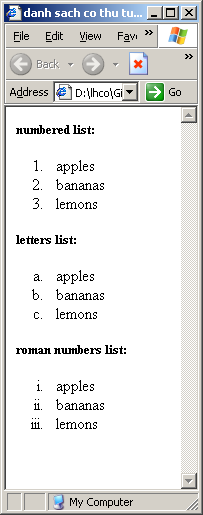 danh sach co thu tu...
File Edit View Fav »
Back »
Address D:\lhco\Gi Go
numbered list:
1. apples
2. bananas
3. lemons
letters list:
a. apples
b. bananas
c. lemons
roman numbers list:
i. apples
ii. bananas
iii. lemons
My Computer